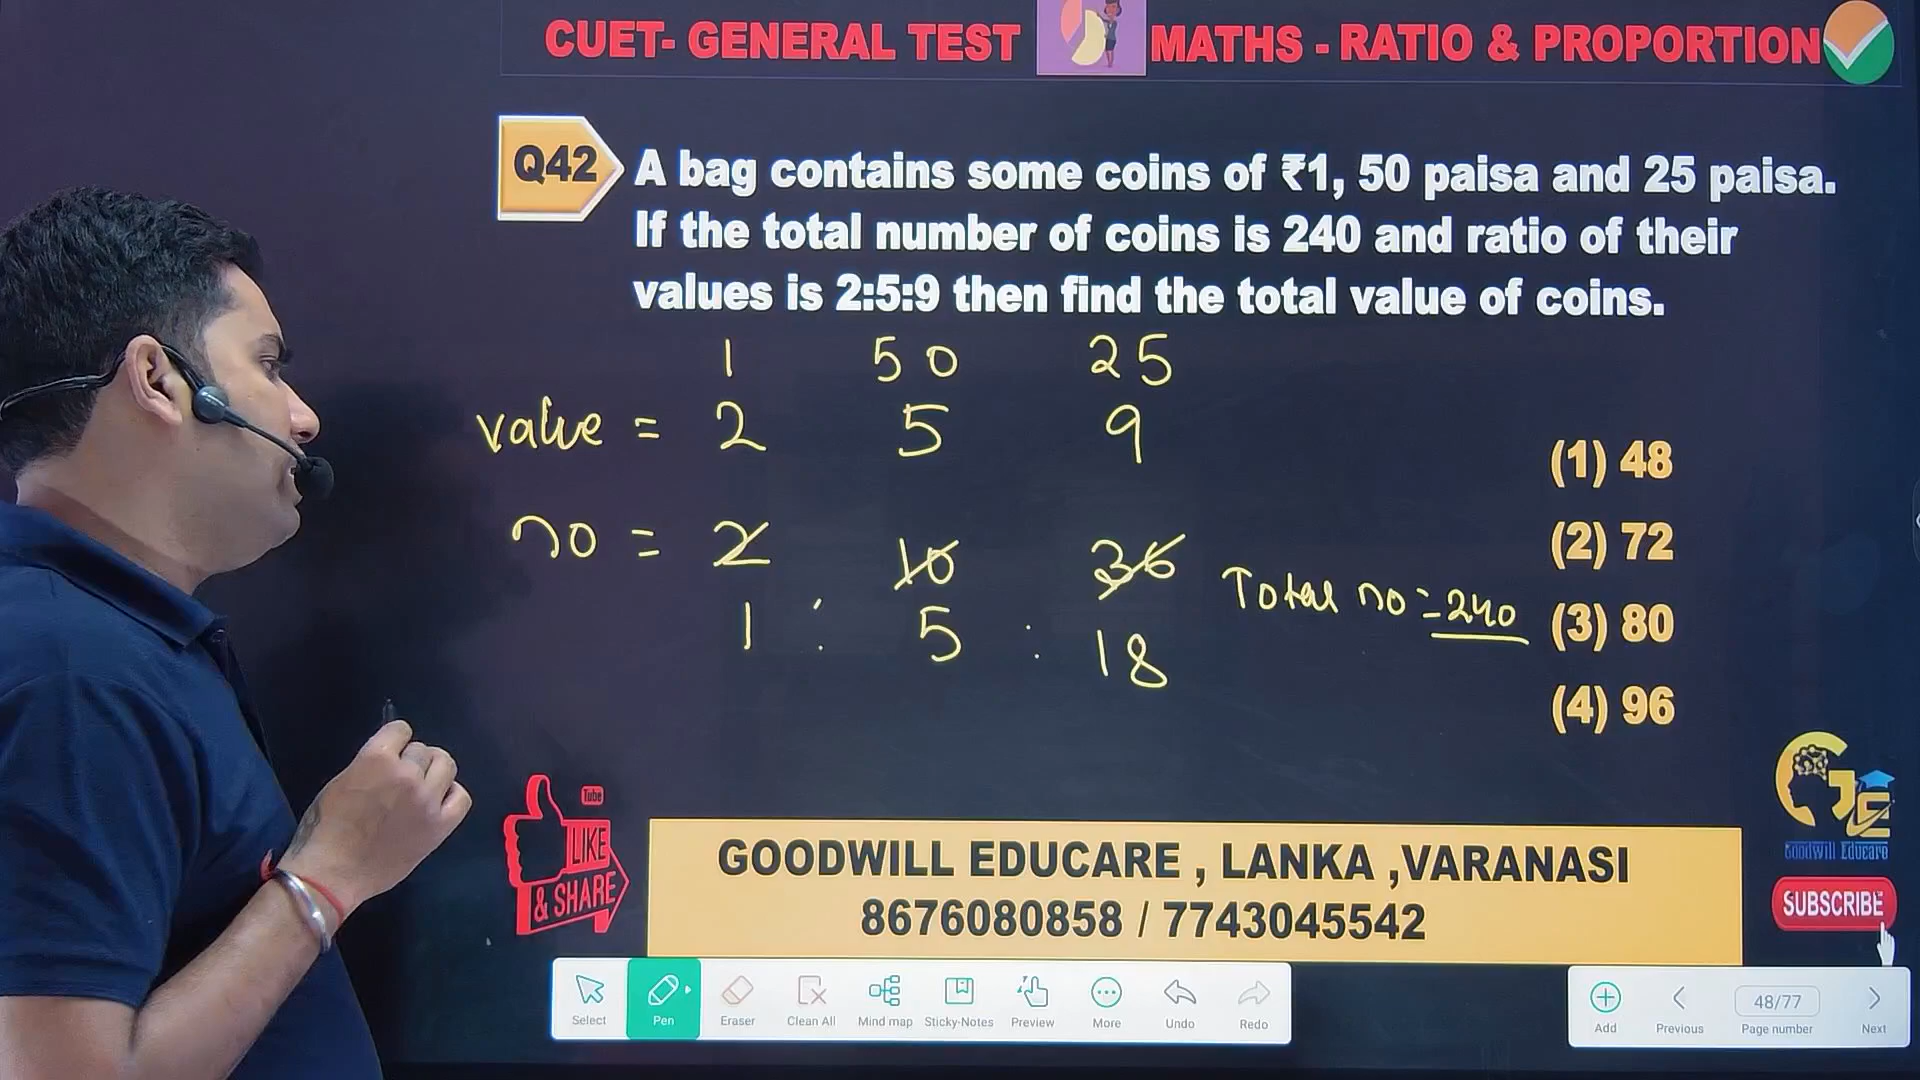 CUET- GENERAL TEST MATHS - RATIO & PROPORTION
Q42 A bag contains some coins of ₹1, 50 paisa and 25 paisa.
If the total number of coins is 240 and ratio of their
values is 2:5:9 then find the total value of coins.
1 50 25
value = 2 5 9
(1) 48
no = 2 10 36
(2) 72
Total no = 240
(3) 80
1 : 5 : 18
(4) 96
Tube
LIKE
& SHARE
GOODWILL EDUCARE , LANKA ,VARANASI
8676080858 / 7743045542
GE
Goodwill Educare
SUBSCRIBE
Select Pen Eraser Clean All Mind map Sticky-Notes Preview More Undo Redo
48/77
Add Previous Page number Next